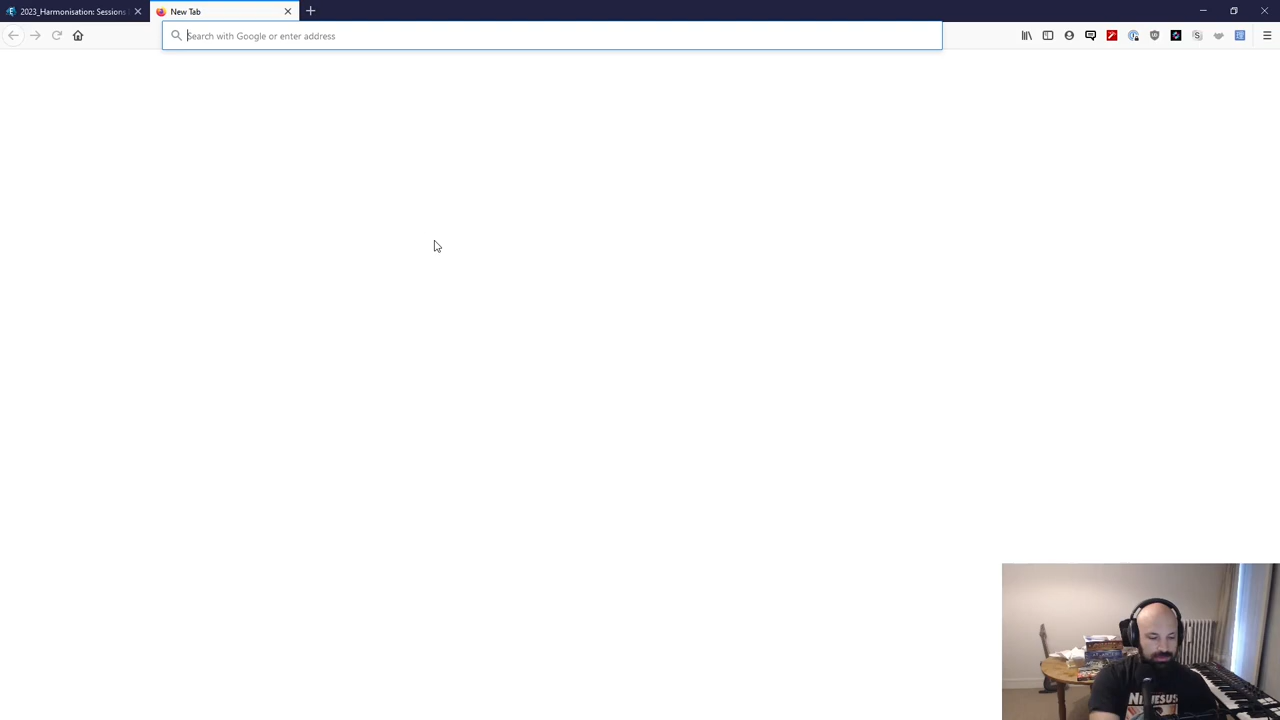 2023_Harmonisation: Sessions
New Tab
Search with Google or enter address